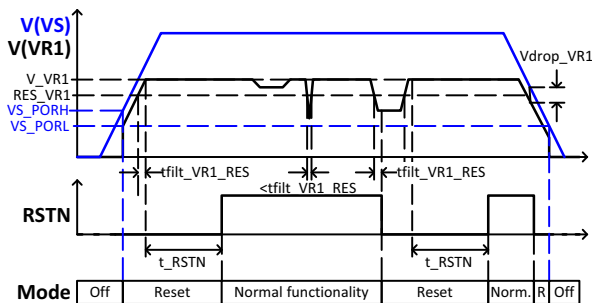 V(VS)
V(VR1)
Vdrop_VR1
V_VR1
RES_VR1
VS_PORH
VS_PORL
tfilt_VR1_RES
<tfilt_VR1_RES
tfilt_VR1_RES
RSTN
t_RSTN
t_RSTN
Mode
Off
Reset
Normal functionality
Reset
Norm.
R
Off